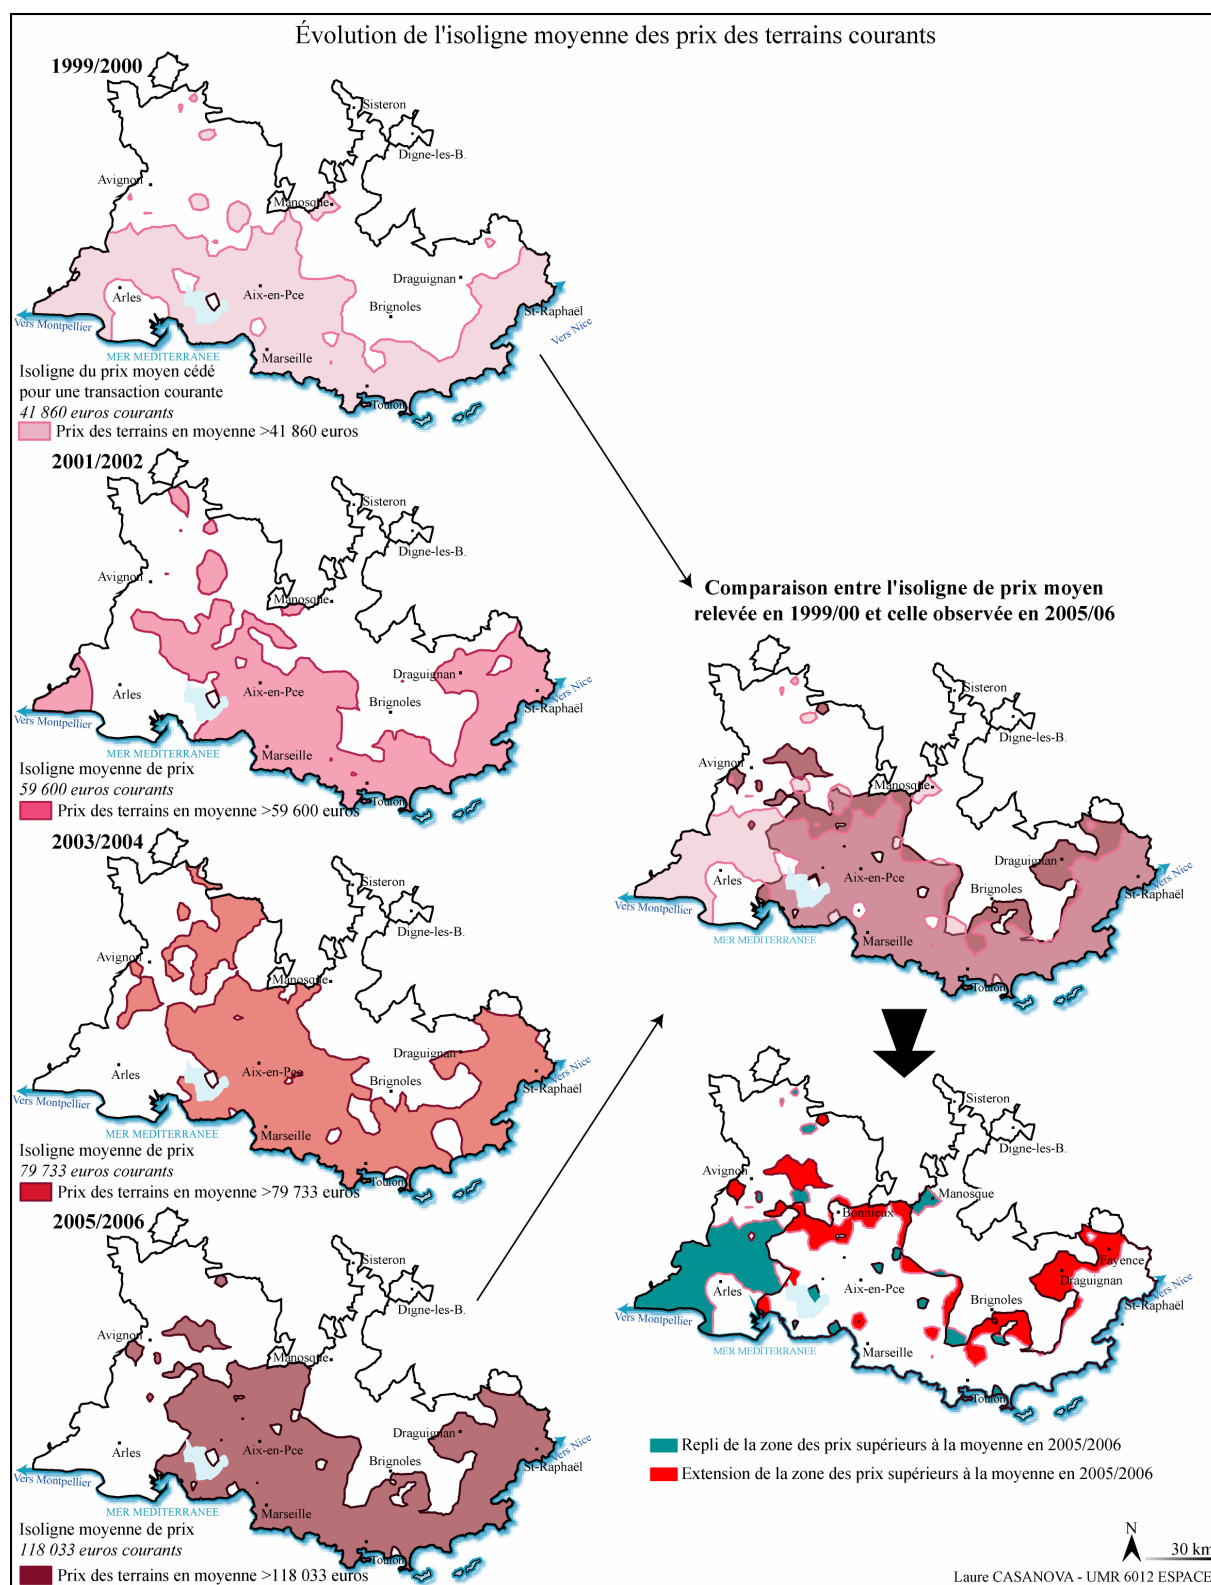 Évolution de l'isoligne moyenne des prix des terrains courants
1999/2000
Sisteron
Digne-les-B.
Avignon
Manosque
Draguignan
Arles
Aix-en-Pce
Brignoles
St-Raphaël
Vers Montpellier
Vers Nice
MER MEDITERRANEE
Marseille
Toulon
Isoligne du prix moyen cédé
pour une transaction courante
41 860 euros courants
Prix des terrains en moyenne >41 860 euros
2001/2002
Sisteron
Digne-les-B.
Avignon
Manosque
Draguignan
Arles
Aix-en-Pce
Brignoles
Vers Nice
St-Raphaël
Vers Montpellier
MER MEDITERRANEE
Marseille
Toulon
Isoligne moyenne de prix
59 600 euros courants
Prix des terrains en moyenne >59 600 euros
2003/2004
Sisteron
Digne-les-B.
Avignon
Manosque
Draguignan
Arles
Aix-en-Pce
Brignoles
Vers Nice
St-Raphaël
Vers Montpellier
MER MEDITERRANEE
Marseille
Toulon
Isoligne moyenne de prix
79 733 euros courants
Prix des terrains en moyenne >79 733 euros
2005/2006
Sisteron
Digne-les-B.
Avignon
Manosque
Draguignan
Arles
Aix-en-Pce
Brignoles
Vers Nice
St-Raphaël
Vers Montpellier
MER MEDITERRANEE
Marseille
Toulon
Isoligne moyenne de prix
118 033 euros courants
Prix des terrains en moyenne >118 033 euros
Comparaison entre l'isoligne de prix moyen
relevée en 1999/00 et celle observée en 2005/06
Sisteron
Digne-les-B.
Avignon
Manosque
Draguignan
Arles
Aix-en-Pce
Brignoles
Vers Nice
St-Raphaël
Vers Montpellier
MER MEDITERRANEE
Marseille
Toulon
Sisteron
Digne-les-B.
Avignon
Manosque
Bonnieux
Fayence
Draguignan
Arles
Aix-en-Pce
Brignoles
Vers Nice
St-Raphaël
Vers Montpellier
MER MEDITERRANEE
Marseille
Toulon
Repli de la zone des prix supérieurs à la moyenne en 2005/2006
Extension de la zone des prix supérieurs à la moyenne en 2005/2006
N
30 km
Laure CASANOVA - UMR 6012 ESPACE